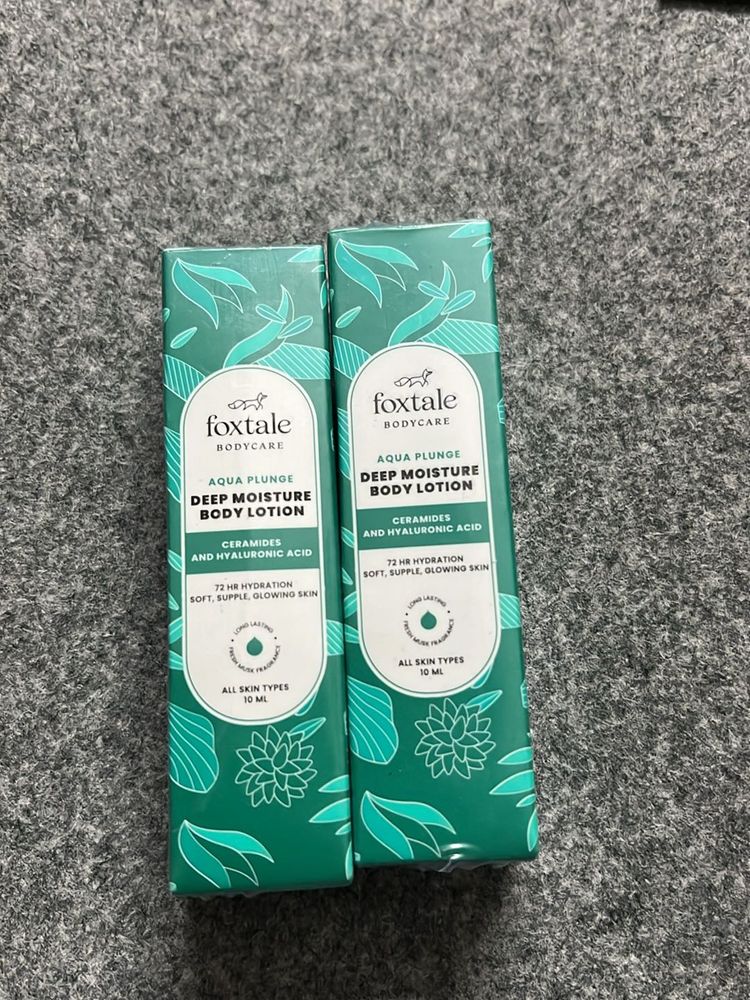 foxtale
BODYCARE
AQUA PLUNGE
DEEP MOISTURE
BODY LOTION
CERAMIDES
AND HYALURONIC ACID
72 HR HYDRATION
SOFT, SUPPLE, GLOWING SKIN
LONG LASTING
FRESH MUSK FRAGRANCE
ALL SKIN TYPES
10 ML
foxtale
BODYCARE
AQUA PLUNGE
DEEP MOISTURE
BODY LOTION
CERAMIDES
AND HYALURONIC ACID
72 HR HYDRATION
SOFT, SUPPLE, GLOWING SKIN
LONG LASTING
FRESH MUSK FRAGRANCE
ALL SKIN TYPES
10 ML